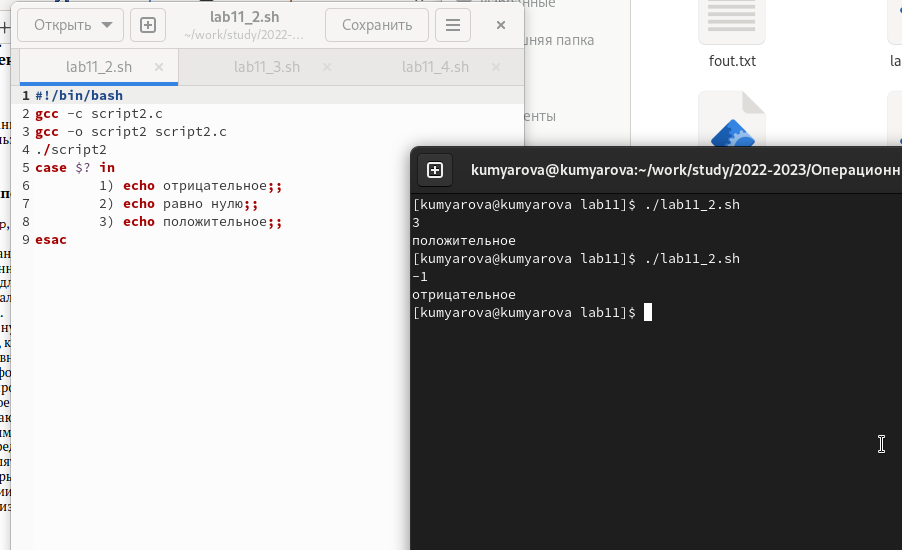 Открыть
lab11_2.sh
~/work/study/2022-...
Сохранить
lab11_2.sh
lab11_3.sh
lab11_4.sh
1 #!/bin/bash
2 gcc -c script2.c
3 gcc -o script2 script2.c
4 ./script2
5 case $? in
6 1) echo отрицательное;;
7 2) echo равно нулю;;
8 3) echo положительное;;
9 esac
папка
fout.txt
kumyarova@kumyarova:~/work/study/2022-2023/Операционн
[kumyarova@kumyarova lab11]$ ./lab11_2.sh
3
положительное
[kumyarova@kumyarova lab11]$ ./lab11_2.sh
-1
отрицательное
[kumyarova@kumyarova lab11]$